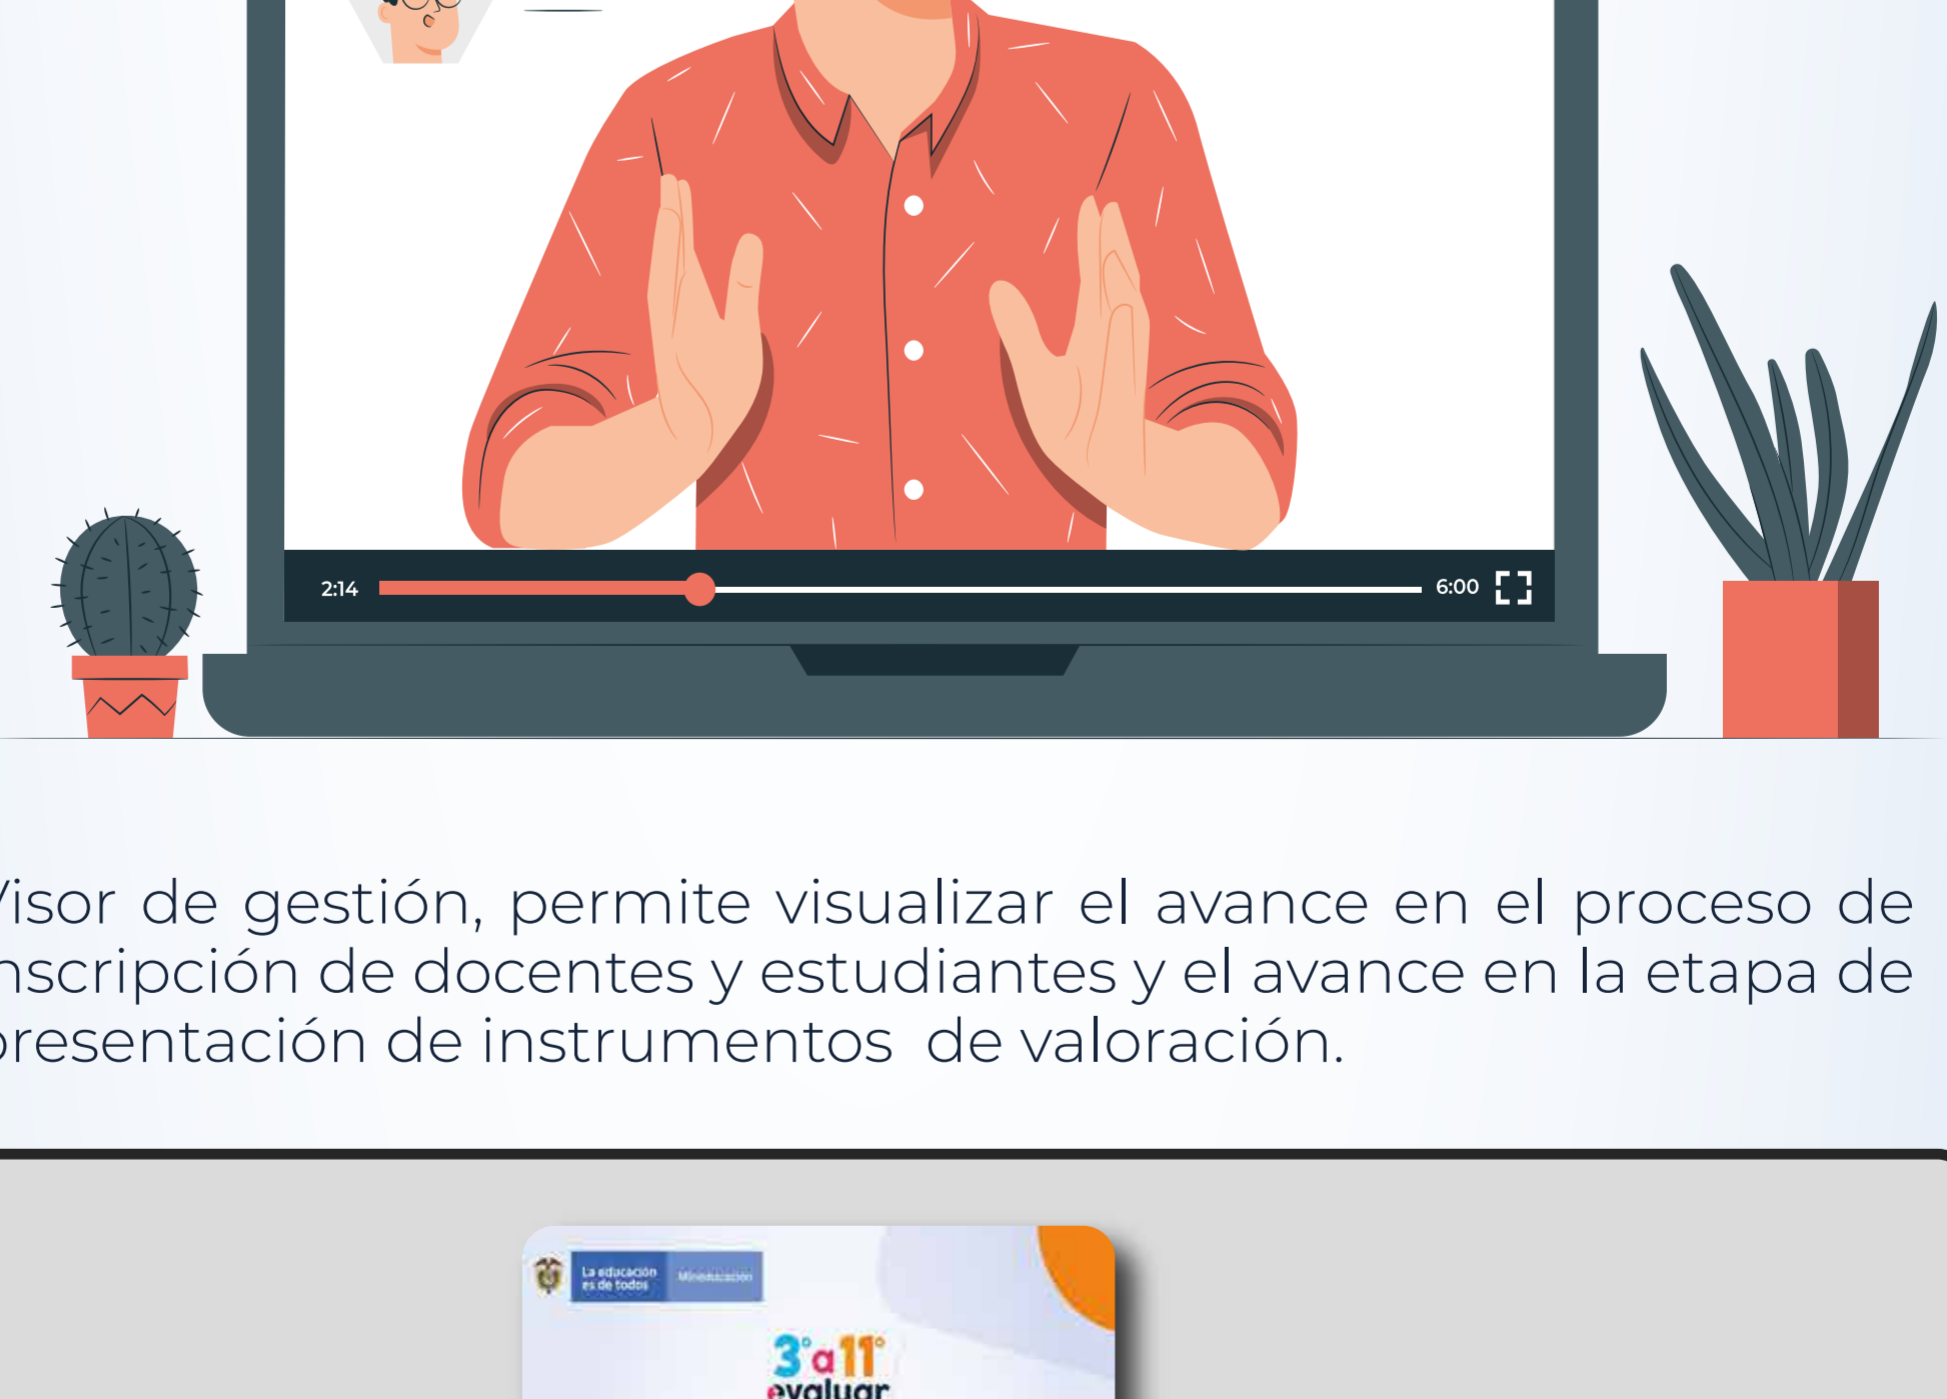 2:14
6:00
Visor de gestión, permite visualizar el avance en el proceso de
nscripción de docentes y estudiantes y el avance en la etapa de
presentación de instrumentos de valoración.
La educación
es de todos
Mineducación
3° a 11°
evaluar